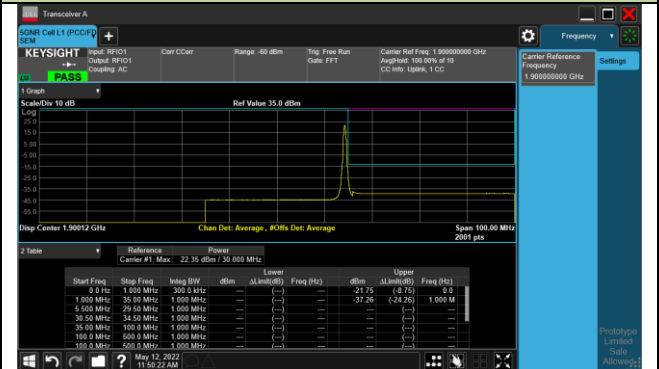 Transceiver A
5GNR Cell L1 (PCC/F
SEM
Frequency
KEYSIGHT
Input: RFIO1
Output: RFIO1
Coupling: AC
Corr CCorr
Range: -60 dBm
Trig: Free Run
Gate: FFT
Carrier Ref Freq: 1.900000000 GHz
Avg|Hold: 100.00% of 10
CC Info: Uplink, 1 CC
PASS
Carrier Reference
Frequency
1.900000000 GHz
Settings
1 Graph
Scale/Div 10 dB Ref Value 35.0 dBm
Log
25.0
15.0
5.00
-5.00
-15.0
-25.0
-35.0
-45.0
-55.0
Disp Center 1.90012 GHz Chan Det: Average , #Offs Det: Average Span 100.00 MHz
2001 pts
2 Table
Reference Power
Carrier #1: Max 22.35 dBm / 30.000 MHz
Lower Upper
Start Freq Stop Freq Integ BW dBm ΔLimit(dB) Freq (Hz) dBm ΔLimit(dB) Freq (Hz)
0.0 Hz 1.000 MHz 300.0 kHz --- (---) --- -21.75 (-8.75) 0.0
1.000 MHz 35.00 MHz 1.000 MHz --- (---) --- -37.26 (-24.26) 1.000 M
5.500 MHz 29.50 MHz 1.000 MHz --- (---) --- --- (---) ---
30.50 MHz 34.50 MHz 1.000 MHz --- (---) --- --- (---) ---
35.00 MHz 100.0 MHz 1.000 MHz --- (---) --- --- (---) ---
100.0 MHz 500.0 MHz 1.000 MHz --- (---) --- --- (---) ---
100.0 MHz 500.0 MHz 1.000 MHz --- (---) --- --- (---) ---
Prototype
Limited
Sale
Allowed
?
May 12, 2022
11:50:22 AM